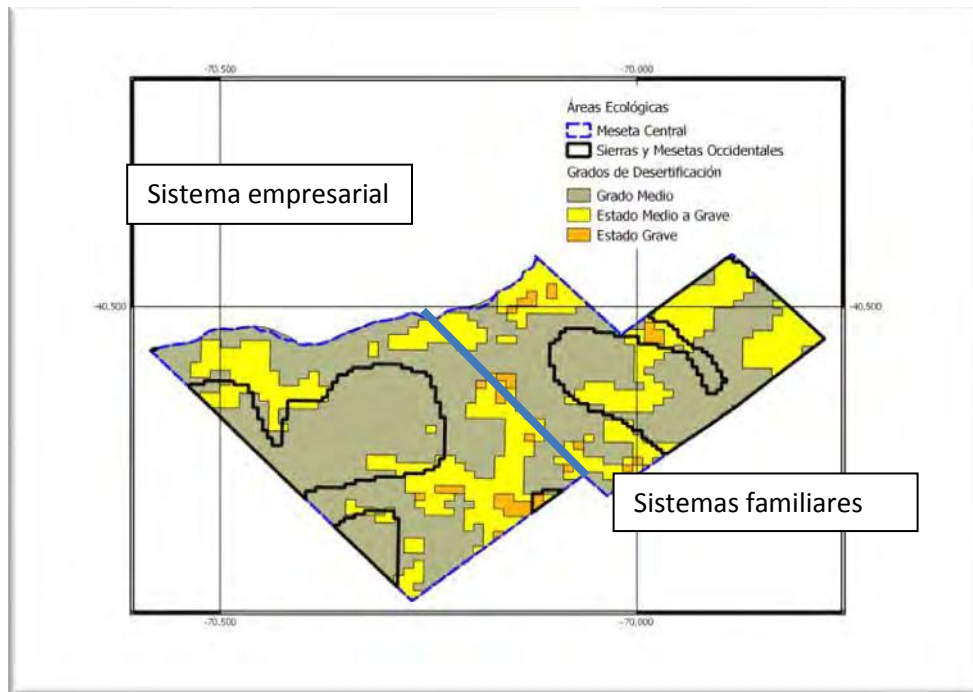 -70.500
-70.000
Áreas Ecológicas
Meseta Central
Sierras y Mesetas Occidentales
Grados de Desertificación
Grado Medio
Estado Medio a Grave
Estado Grave
Sistema empresarial
-40.500
-40.500
Sistemas familiares
-70.500
-70.000